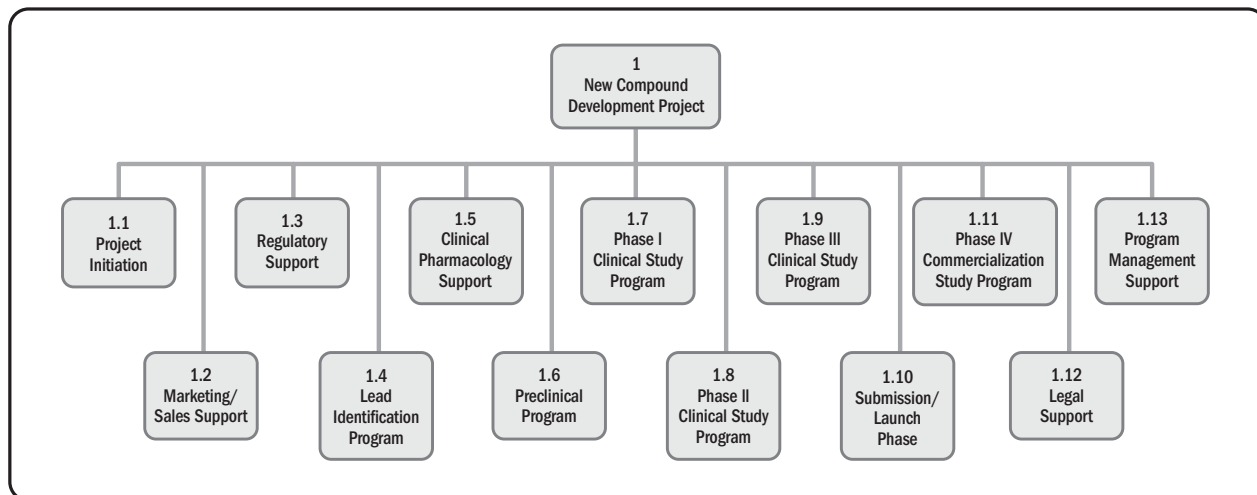 1
New Compound
Development Project
1.1
Project
Initiation
1.2
Marketing/
Sales Support
1.3
Regulatory
Support
1.4
Lead
Identification
Program
1.5
Clinical
Pharmacology
Support
1.6
Preclinical
Program
1.7
Phase I
Clinical Study
Program
1.8
Phase II
Clinical Study
Program
1.9
Phase III
Clinical Study
Program
1.10
Submission/
Launch
Phase
1.11
Phase IV
Commercialization
Study Program
1.12
Legal
Support
1.13
Program
Management
Support